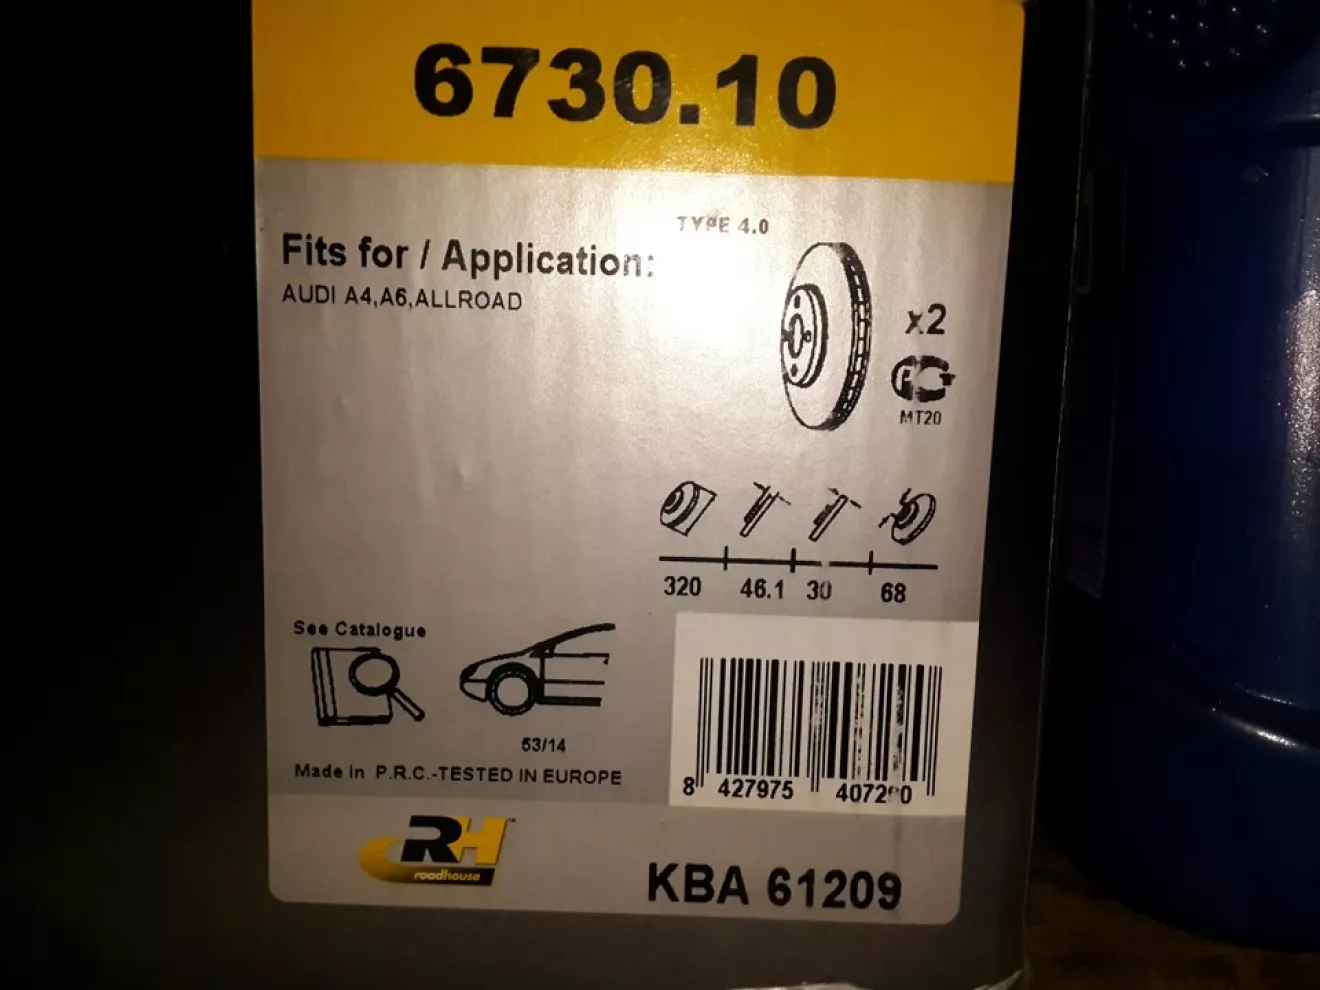 6730.10
TYPE 4.0
Fits for / Application:
AUDI A4,A6,ALLROAD
x2
MT20
320 46.1 30 68
See Catalogue
53/14
Made in P.R.C.-TESTED IN EUROPE
8 427975
RH™
roadhouse
KBA 61209